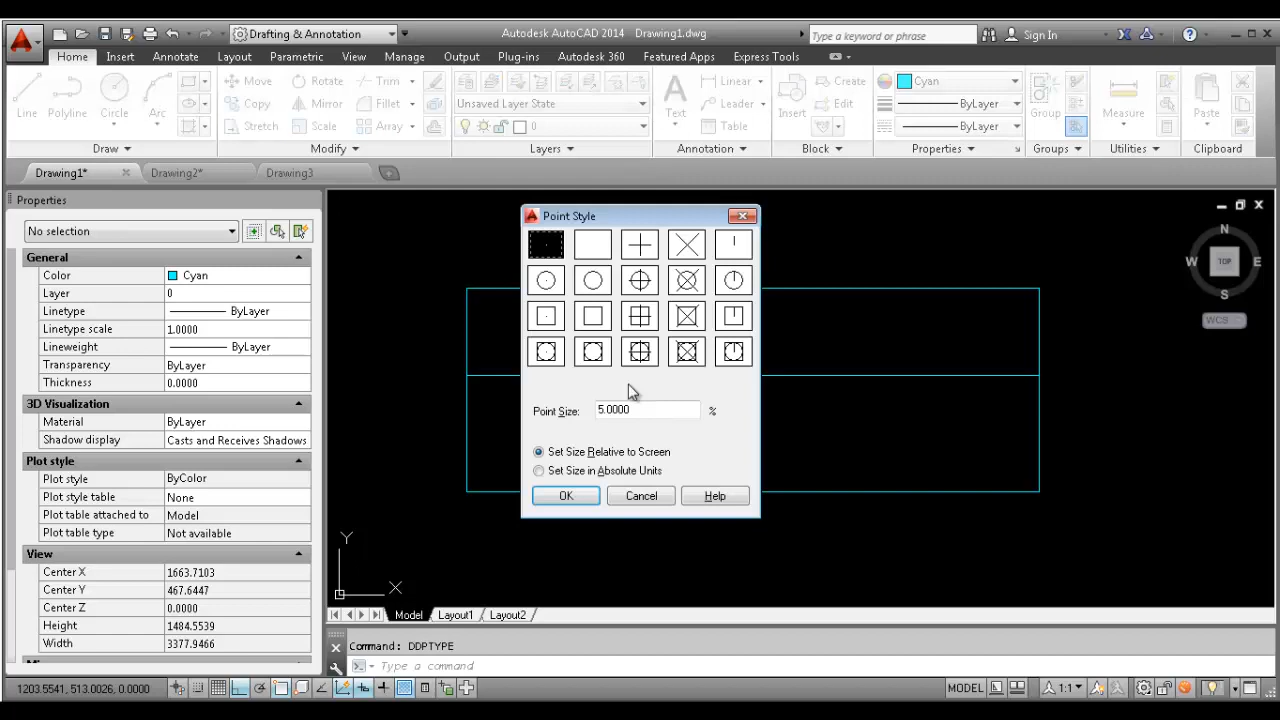 Drafting & Annotation
Autodesk AutoCAD 2014 Drawing1.dwg
Type a keyword or phrase
Sign In
Home Insert Annotate Layout Parametric View Manage Output Plug-ins Autodesk 360 Featured Apps Express Tools
Move Rotate Trim
Linear
Create
Cyan
Copy Mirror Fillet
Unsaved Layer State
Leader
Edit
ByLayer
Line Polyline Circle Arc
Text
Insert
Group
Measure
Paste
Stretch Scale Array
0
Table
ByLayer
Draw Modify Layers Annotation Block Properties Groups Utilities Clipboard
Drawing1* Drawing2* Drawing3
Properties
No selection
General
Color Cyan
Layer 0
Linetype ByLayer
Linetype scale 1.0000
Lineweight ByLayer
Transparency ByLayer
Thickness 0.0000
3D Visualization
Material ByLayer
Shadow display Casts and Receives Shadows
Plot style
Plot style ByColor
Plot style table None
Plot table attached to Model
Plot table type Not available
View
Center X 1663.7103
Center Y 467.6447
Center Z 0.0000
Height 1484.5539
Width 3377.9466
Point Style
Point Size: 5.0000 %
Set Size Relative to Screen
Set Size in Absolute Units
OK Cancel Help
N
W TOP E
S
WCS
Y
X
Model Layout1 Layout2
Command: DDPTYPE
Type a command
1203.5541, 513.0026, 0.0000
MODEL
1:1